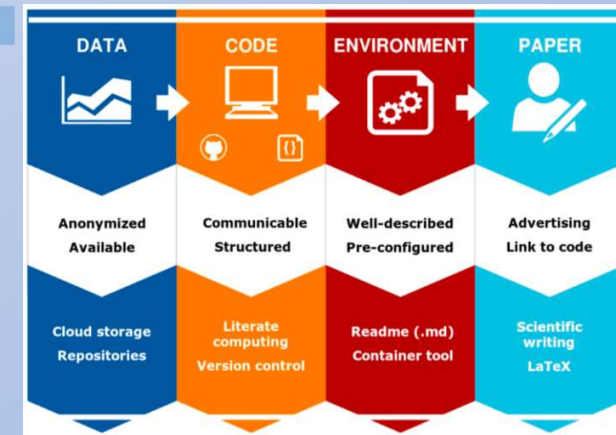 DATA
CODE
ENVIRONMENT
PAPER
{}
Anonymized
Available
Communicable
Structured
Well-described
Pre-configured
Advertising
Link to code
Cloud storage
Repositories
Literate
computing
Version control
Readme (.md)
Container tool
Scientific
writing
LaTeX